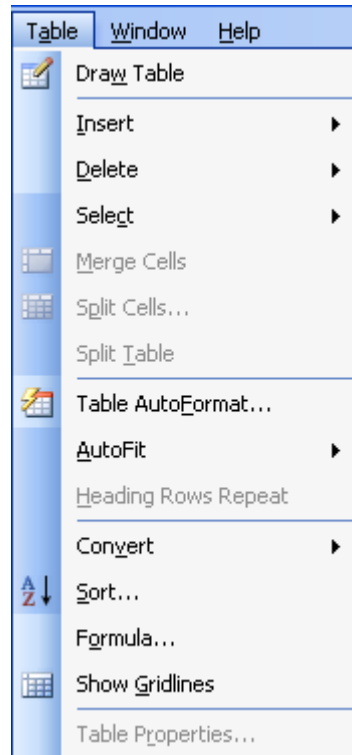 Table Window Help
Draw Table
Insert
Delete
Select
Merge Cells
Split Cells...
Split Table
Table AutoFormat...
AutoFit
Heading Rows Repeat
Convert
A
Z
Sort...
Formula...
Show Gridlines
Table Properties...